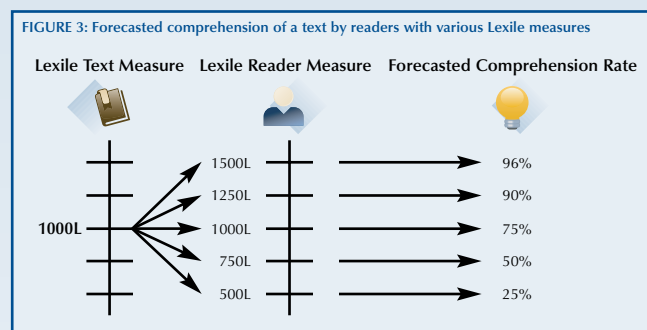 FIGURE 3: Forecasted comprehension of a text by readers with various Lexile measures
Lexile Text Measure Lexile Reader Measure Forecasted Comprehension Rate
1500L 96%
1250L 90%
1000L 1000L 75%
750L 50%
500L 25%